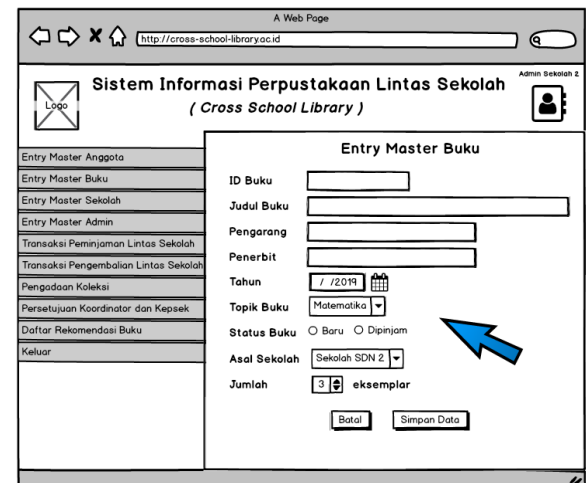 A Web Page
http://cross-school-library.ac.id
Admin Sekolah 2
Logo
Sistem Informasi Perpustakaan Lintas Sekolah
( Cross School Library )
Entry Master Anggota
Entry Master Buku
Entry Master Sekolah
Entry Master Admin
Transaksi Peminjaman Lintas Sekolah
Transaksi Pengembalian Lintas Sekolah
Pengadaan Koleksi
Persetujuan Koordinator dan Kepsek
Daftar Rekomendasi Buku
Keluar
Entry Master Buku
ID Buku
Judul Buku
Pengarang
Penerbit
Tahun / /2019
Topik Buku Matematika
Status Buku Baru Dipinjam
Asal Sekolah Sekolah SDN 2
Jumlah 3 eksemplar
Batal Simpan Data